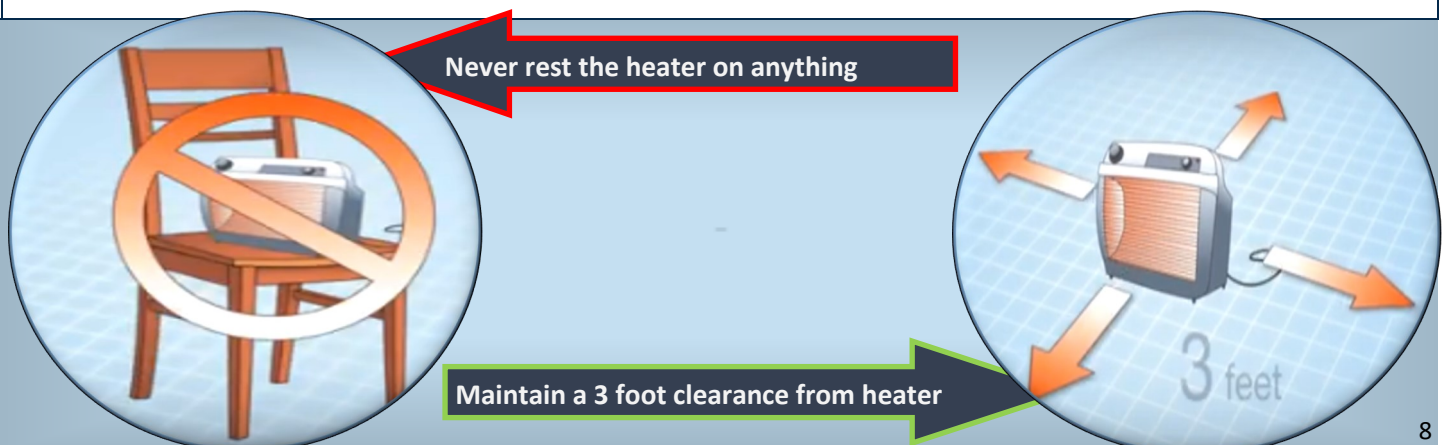 Never rest the heater on anything
3 feet
Maintain a 3 foot clearance from heater
8